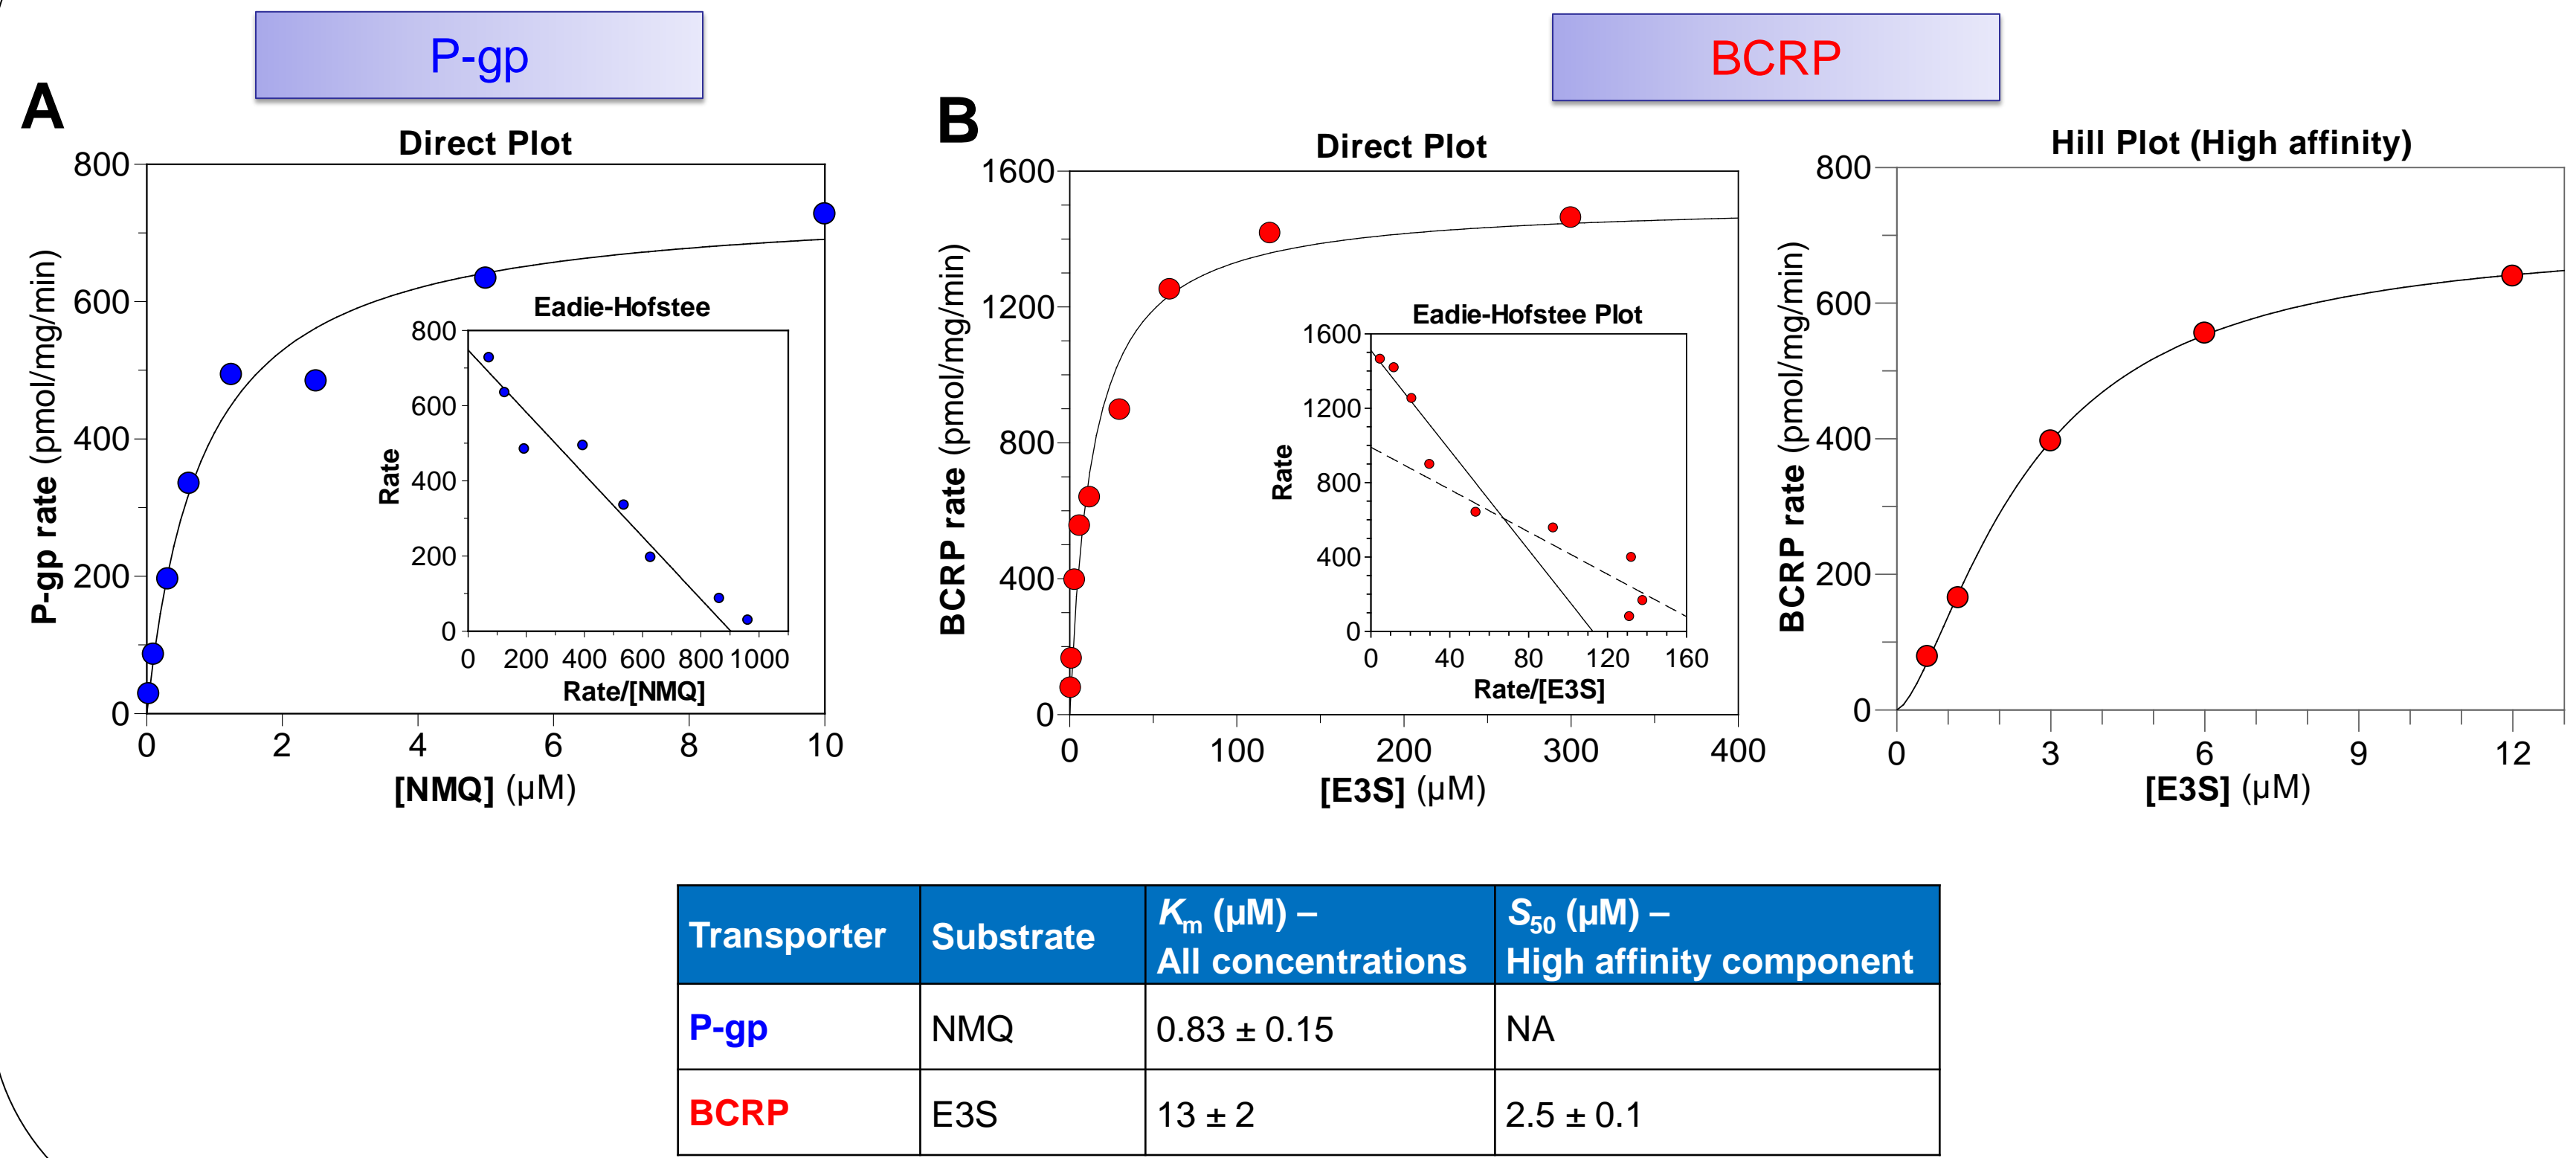 P-gp
BCRP
A
Direct Plot
800
600
400
200
0
P-gp rate (pmol/mg/min)
0 2 4 6 8 10
[NMQ] (µM)
Eadie-Hofstee
800
600
400
200
0
Rate
0 200 400 600 800 1000
Rate/[NMQ]
B
Direct Plot
1600
1200
800
400
0
BCRP rate (pmol/mg/min)
0 100 200 300 400
[E3S] (µM)
Eadie-Hofstee Plot
1600
1200
800
400
0
Rate
0 40 80 120 160
Rate/[E3S]
Hill Plot (High affinity)
800
600
400
200
0
BCRP rate (pmol/mg/min)
0 3 6 9 12
[E3S] (µM)
Transporter Substrate Km (µM) – All concentrations S50 (µM) – High affinity component
P-gp NMQ 0.83 ± 0.15 NA
BCRP E3S 13 ± 2 2.5 ± 0.1